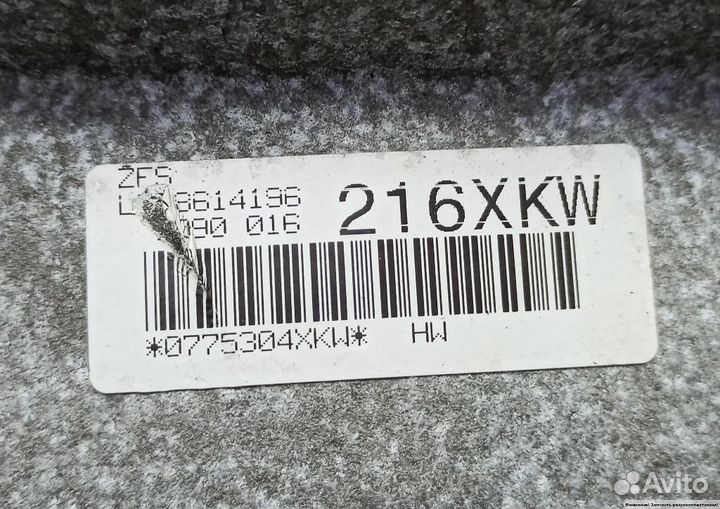 ZFS
8614196
090 016
216XKW
*0775304XKW* HW
Avito